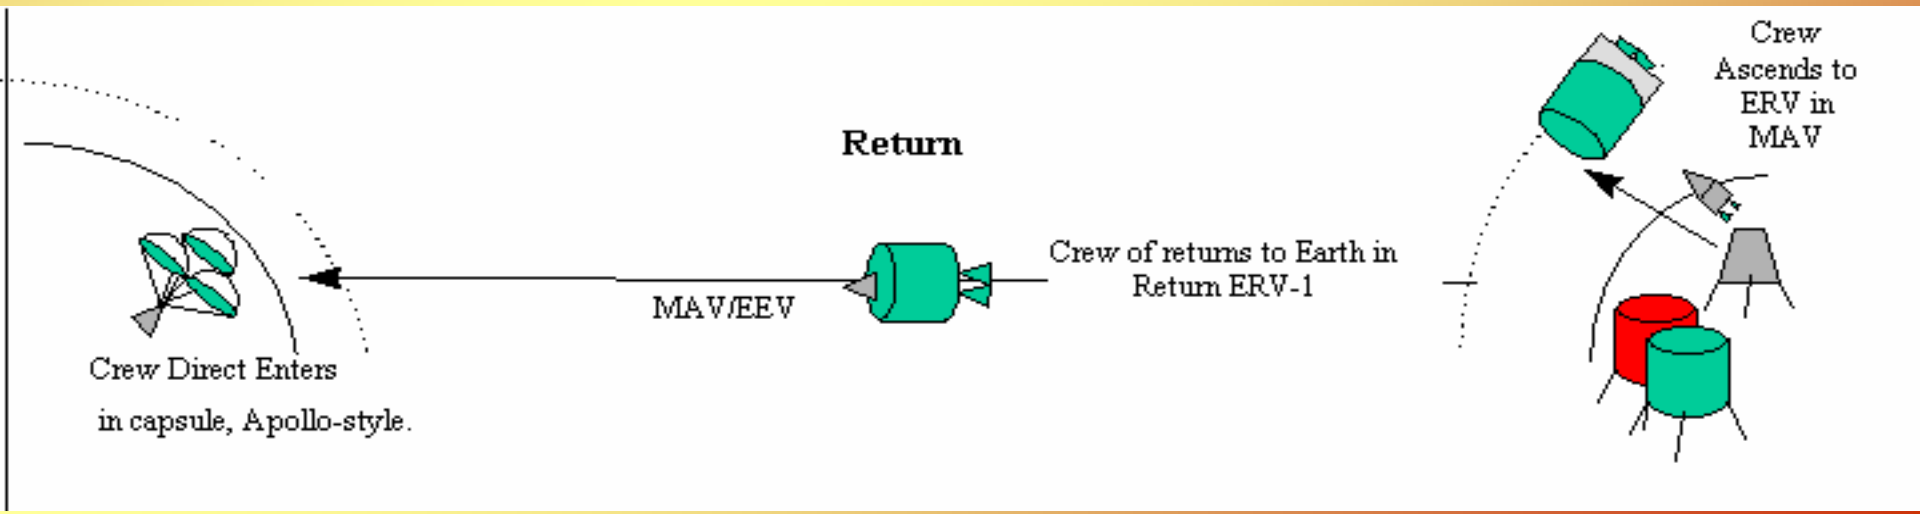 Crew
Ascends to
ERV in
MAV
Return
Crew of returns to Earth in
Return ERV-1
MAV/EEV
Crew Direct Enters
in capsule, Apollo-style.